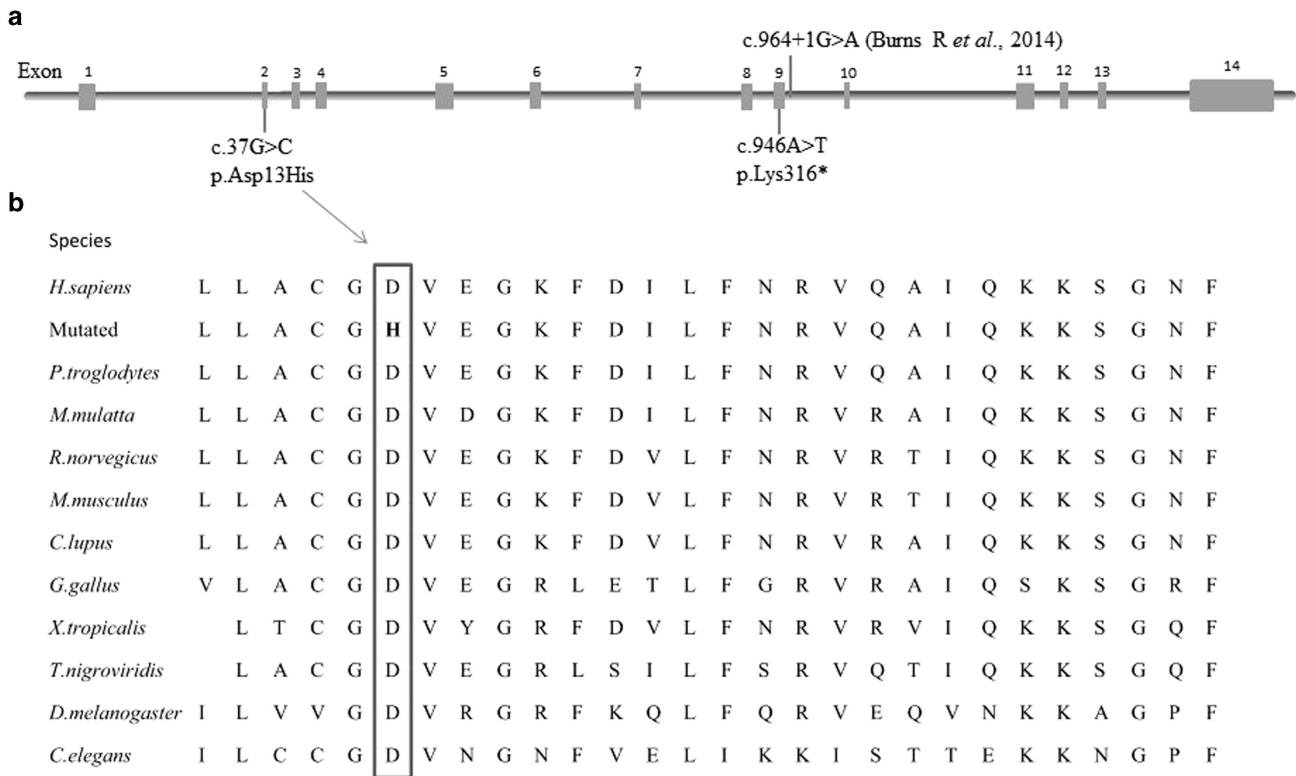 a
c.964+1G>A (Burns R et al., 2014)
Exon 1 2 3 4 5 6 7 8 9 10 11 12 13 14
c.37G>C c.946A>T
p.Asp13His p.Lys316*
b
Species
H.sapiens L L A C G D V E G K F D I L F N R V Q A I Q K K S G N F
Mutated L L A C G H V E G K F D I L F N R V Q A I Q K K S G N F
P.troglodytes L L A C G D V E G K F D I L F N R V Q A I Q K K S G N F
M.mulatta L L A C G D V D G K F D I L F N R V R A I Q K K S G N F
R.norvegicus L L A C G D V E G K F D V L F N R V R T I Q K K S G N F
M.musculus L L A C G D V E G K F D V L F N R V R T I Q K K S G N F
C.lupus L L A C G D V E G K F D V L F N R V R A I Q K K S G N F
G.gallus V L A C G D V E G R L E T L F G R V R A I Q S K S G R F
X.tropicalis L T C G D V Y G R F D V L F N R V R V I Q K K S G Q F
T.nigroviridis L A C G D V E G R L S I L F S R V Q T I Q K K S G Q F
D.melanogaster I L V V G D V R G R F K Q L F Q R V E Q V N K K A G P F
C.elegans I L C C G D V N G N F V E L I K K I S T T E K K N G P F